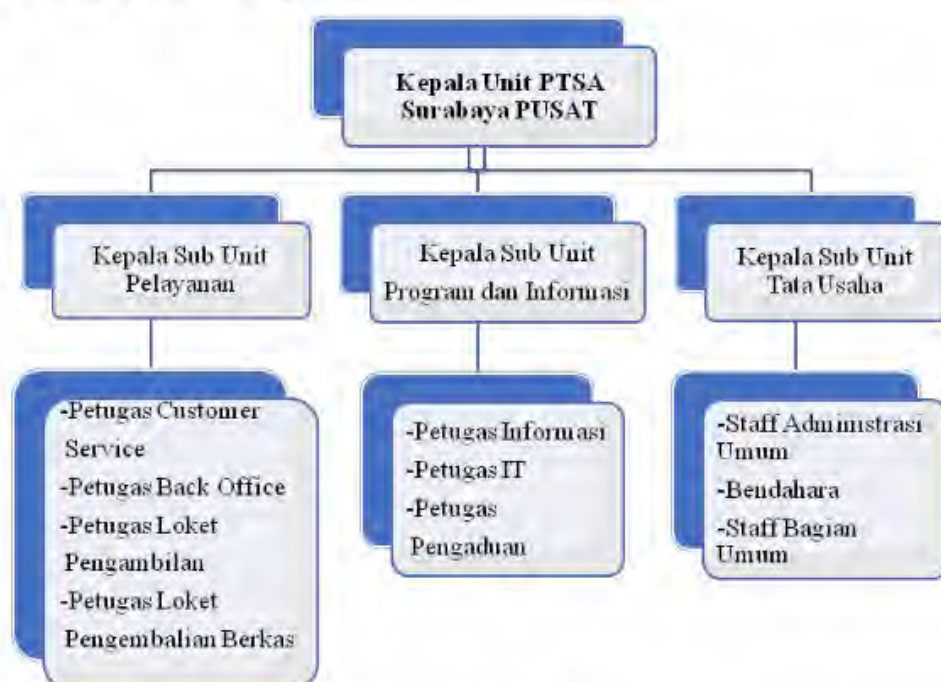 Kepala Unit PTSA
Surabaya PUSAT
Kepala Sub Unit
Pelayanan
Kepala Sub Unit
Program dan Informasi
Kepala Sub Unit
Tata Usaha
-Petugas Customer
Service
-Petugas Back Office
-Petugas Loket
Pengambilan
-Petugas Loket
Pengembalian Berkas
-Petugas Informasi
-Petugas IT
-Petugas
Pengaduan
-Staff Administrasi
Umum
-Bendahara
-Staff Bagian
Umum